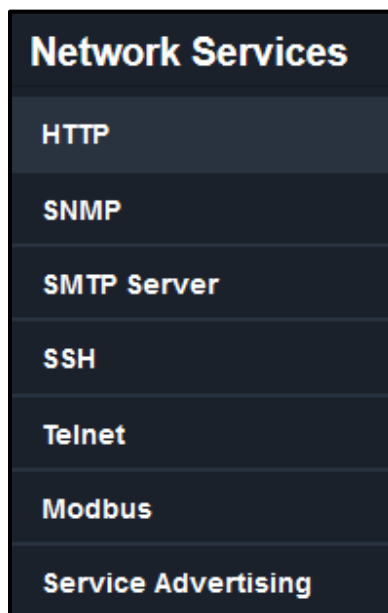 Network Services
HTTP
SNMP
SMTP Server
SSH
Telnet
Modbus
Service Advertising